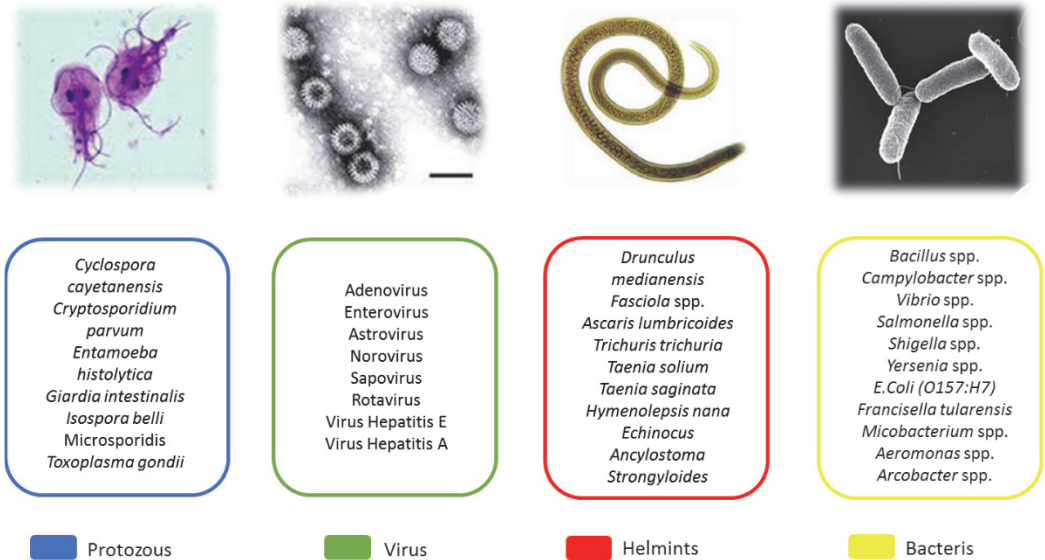 Cyclospora
cayetanensis
Cryptosporidium
parvum
Entamoeba
histolytica
Giardia intestinalis
Isospora belli
Microsporidis
Toxoplasma gondii
Adenovirus
Enterovirus
Astrovirus
Norovirus
Sapovirus
Rotavirus
Virus Hepatitis E
Virus Hepatitis A
Drunculus
medianensis
Fasciola spp.
Ascaris lumbricoides
Trichuris trichuria
Taenia solium
Taenia saginata
Hymenolepsis nana
Echinocus
Ancylostoma
Strongyloides
Bacillus spp.
Campylobacter spp.
Vibrio spp.
Salmonella spp.
Shigella spp.
Yersenia spp.
E.Coli (O157:H7)
Francisella tularensis
Micobacterium spp.
Aeromonas spp.
Arcobacter spp.
Protozous
Virus
Helmints
Bacteris